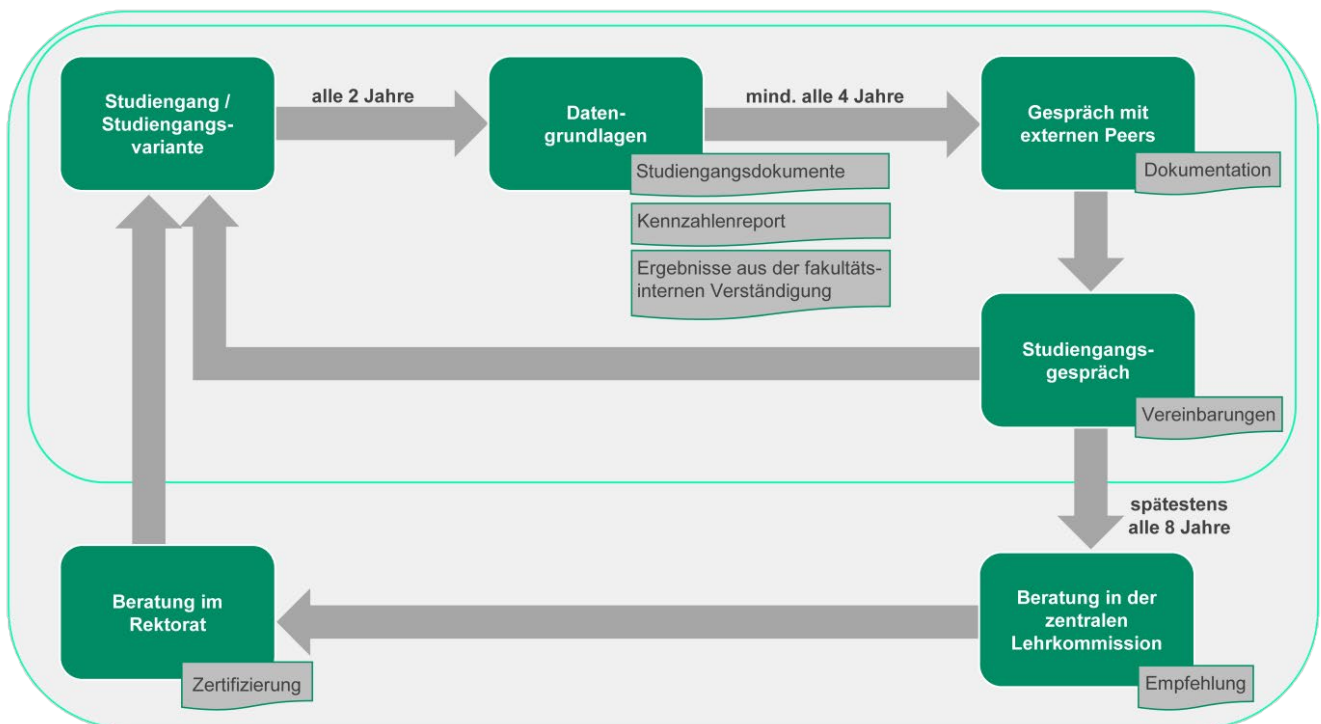 Studiengang /
Studiengangs-
variante
alle 2 Jahre
Daten-
grundlagen
mind. alle 4 Jahre
Gespräch mit
externen Peers
Studiengangsdokumente
Dokumentation
Kennzahlenreport
Ergebnisse aus der fakultäts-
internen Verständigung
Studiengangs-
gespräch
Vereinbarungen
spätestens
alle 8 Jahre
Beratung im
Rektorat
Zertifizierung
Beratung in der
zentralen
Lehrkommission
Empfehlung